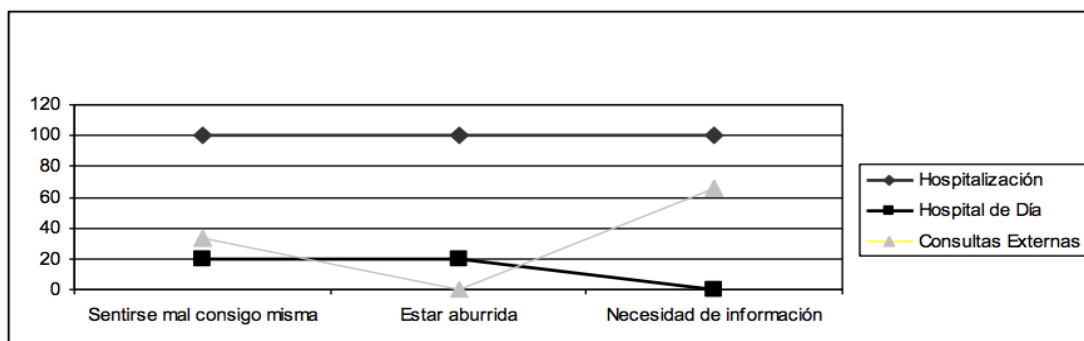 120
100
80
60
40
20
0
Sentirse mal consigo misma
Estar aburrida
Necesidad de información
Hospitalización
Hospital de Día
Consultas Externas